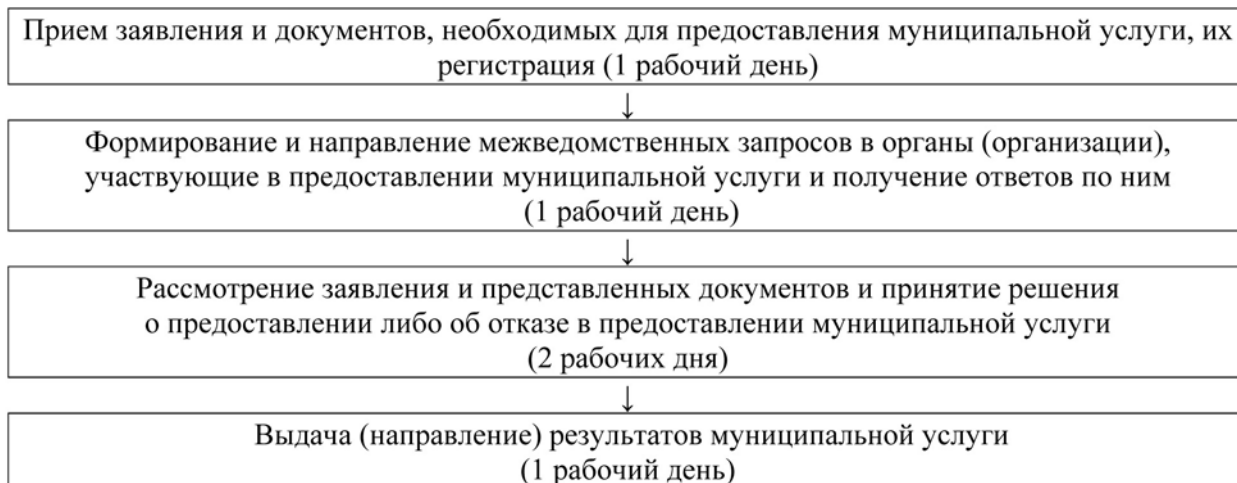 Прием заявления и документов, необходимых для предоставления муниципальной услуги, их
регистрация (1 рабочий день)
↓
Формирование и направление межведомственных запросов в органы (организации),
участвующие в предоставлении муниципальной услуги и получение ответов по ним
(1 рабочий день)
↓
Рассмотрение заявления и представленных документов и принятие решения
о предоставлении либо об отказе в предоставлении муниципальной услуги
(2 рабочих дня)
↓
Выдача (направление) результатов муниципальной услуги
(1 рабочий день)